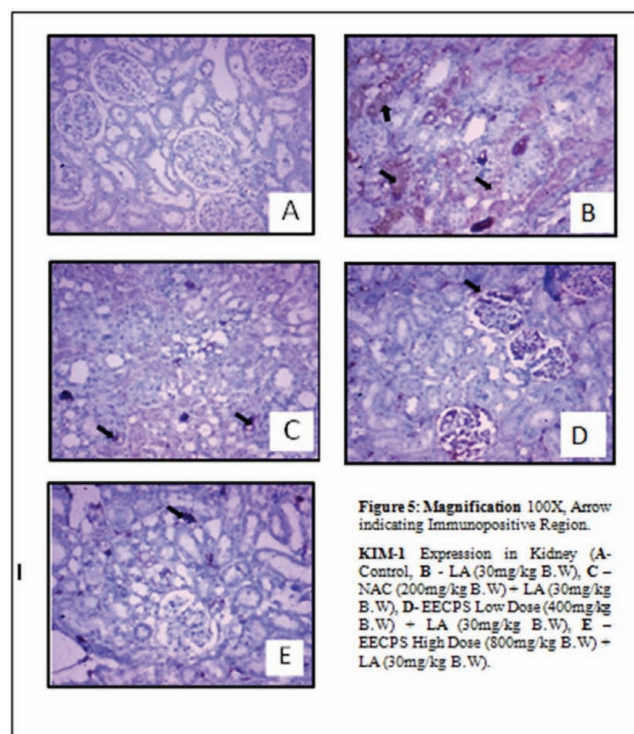 A
B
C
D
E
I
Figure 5: Magnification 100X, Arrow
indicating Immunopositive Region.
KIM-1 Expression in Kidney (A-
Control, B - LA (30mg/kg B.W), C –
NAC (200mg/kg B.W) + LA (30mg/kg
B.W), D- EECPS Low Dose (400mg/kg
B.W) + LA (30mg/kg B.W), E –
EECPS High Dose (800mg/kg B.W) +
LA (30mg/kg B.W).